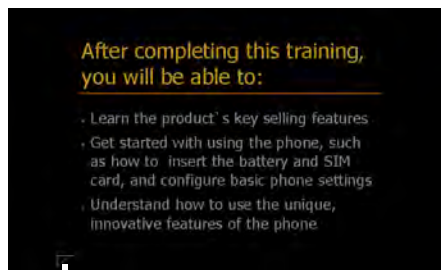 After completing this training,
you will be able to:
Learn the product`s key selling features
Get started with using the phone, such
as how to insert the battery and SIM
card, and configure basic phone settings
Understand how to use the unique,
innovative features of the phone